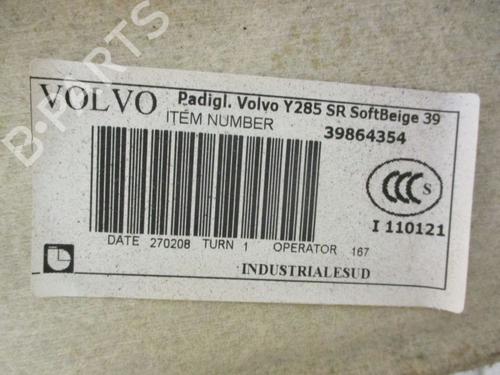 B-PARTS
VOLVO Padigl. Volvo Y285 SR SoftBeige 39
ITEM NUMBER 39864354
CCC S
I 110121
DATE 270208 TURN 1 OPERATOR 167
INDUSTRIALESUD